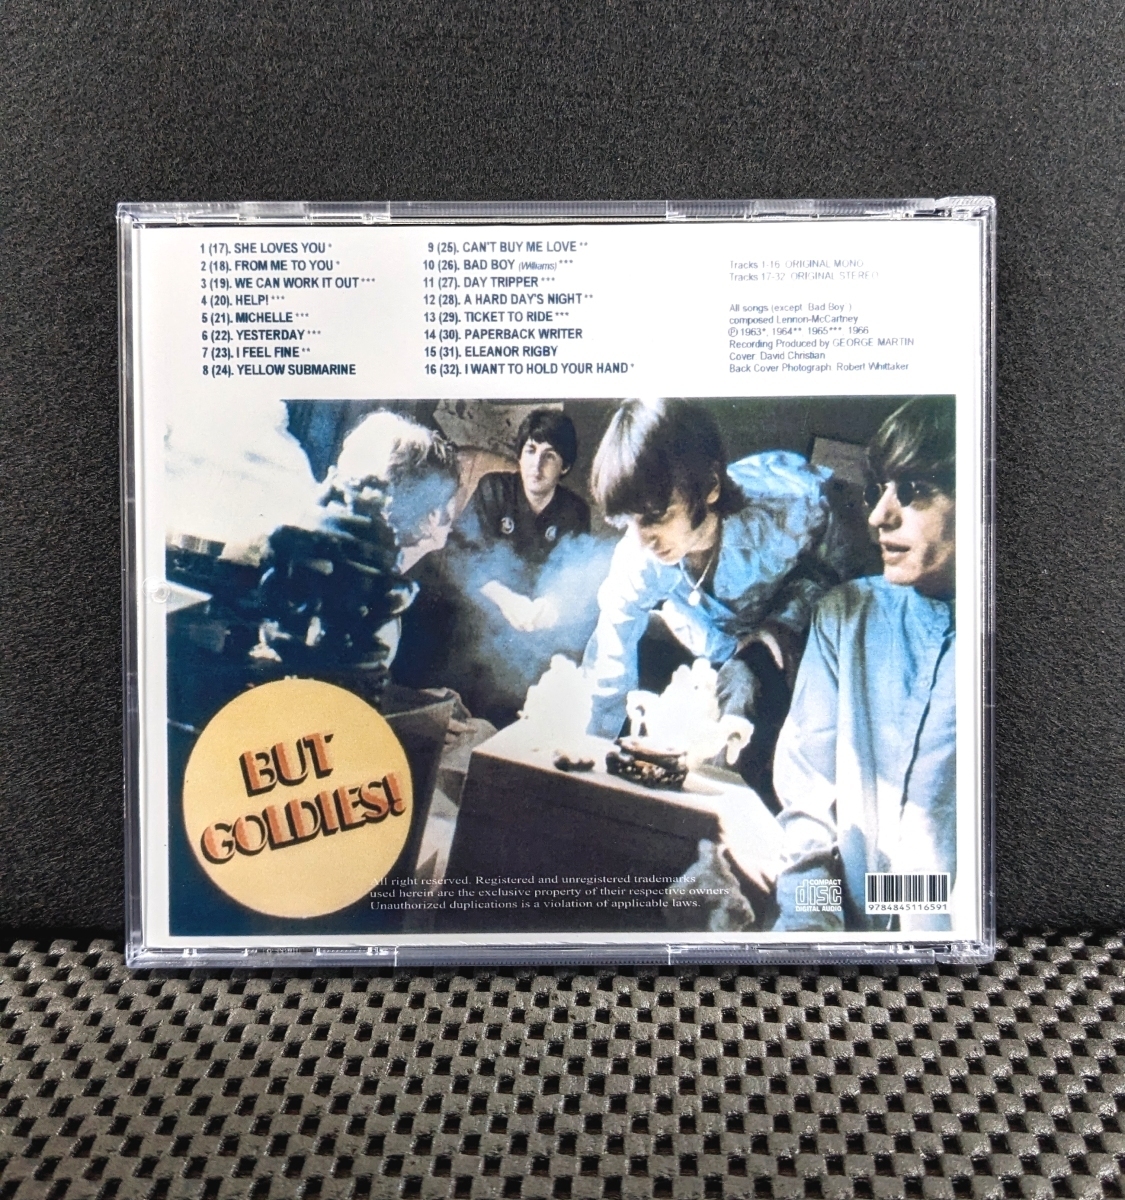 1 (17). SHE LOVES YOU *
2 (18). FROM ME TO YOU *
3 (19). WE CAN WORK IT OUT ***
4 (20). HELP! ***
5 (21). MICHELLE ***
6 (22). YESTERDAY ***
7 (23). I FEEL FINE **
8 (24). YELLOW SUBMARINE
9 (25). CAN'T BUY ME LOVE **
10 (26). BAD BOY (Williams) ***
11 (27). DAY TRIPPER ***
12 (28). A HARD DAY'S NIGHT **
13 (29). TICKET TO RIDE ***
14 (30). PAPERBACK WRITER
15 (31). ELEANOR RIGBY
16 (32). I WANT TO HOLD YOUR HAND *
Tracks 1-16: ORIGINAL MONO
Tracks 17-32: ORIGINAL STEREO
All songs (except Bad Boy )
composed Lennon-McCartney
℗ 1963*, 1964** 1965*** 1966
Recording Produced by GEORGE MARTIN
Cover David Christian
Back Cover Photograph Robert Whittaker
BUT
GOLDIES!
All right reserved. Registered and unregistered trademarks
used herein are the exclusive property of their respective owners
Unauthorized duplications is a violation of applicable laws.
COMPACT
DISC
DIGITAL AUDIO
9784845116591